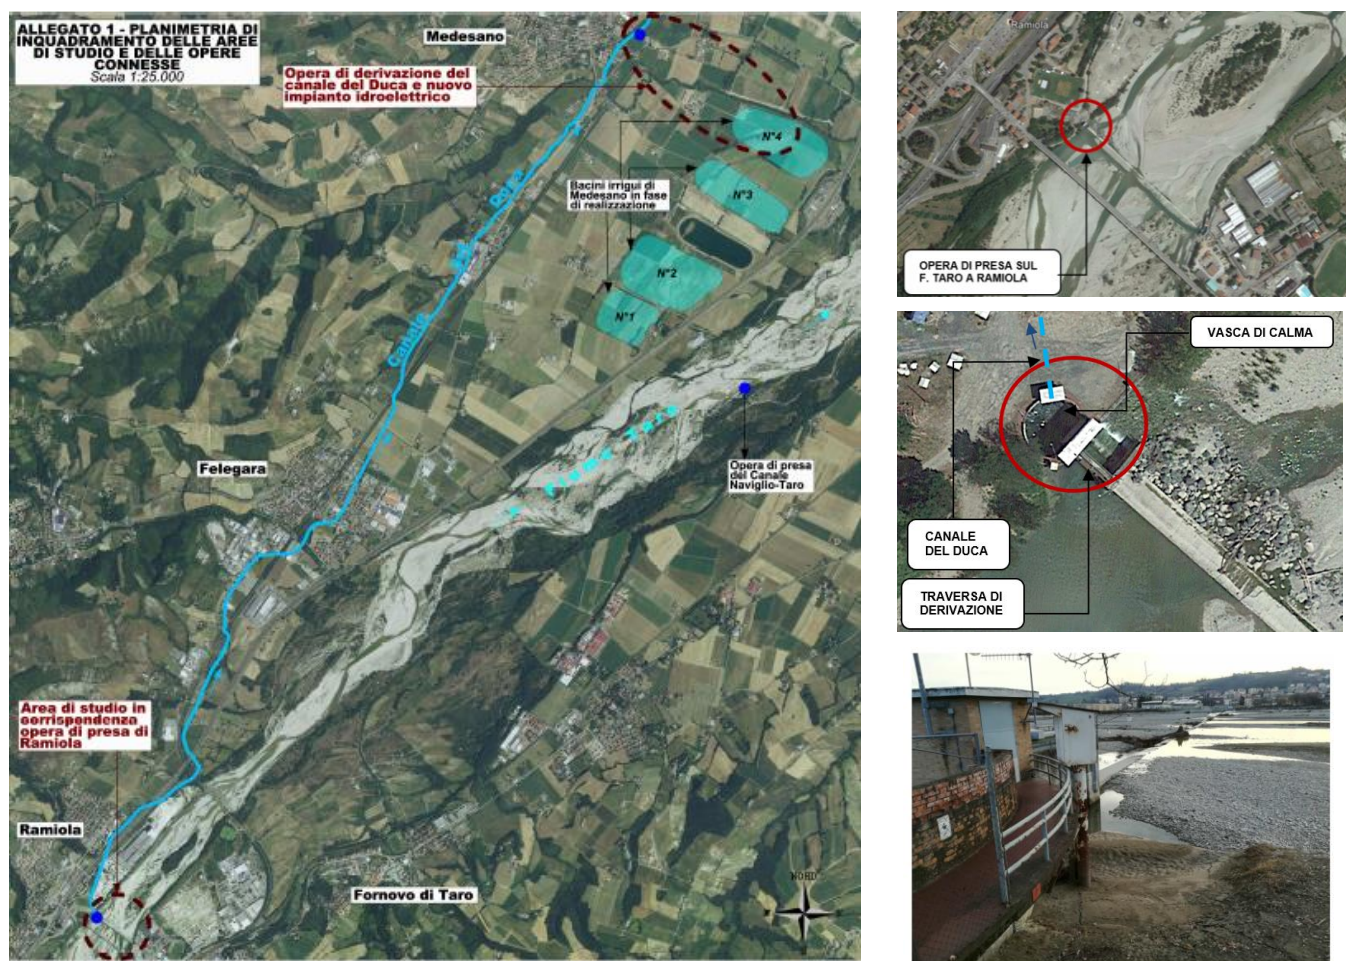 ALLEGATO 1 - PLANIMETRIA DI
INQUADRAMENTO DELLE AREE
DI STUDIO E DELLE OPERE
CONNESSE
Scala 1:25.000
Medesano
Opera di derivazione del
canale del Duca e nuovo
impianto idroelettrico
N°4
Bacini irrigui di
Medesano in fase
di realizzazione
N°3
N°2
N°1
Canale
del
Duca
Felegara
Fiume Taro
Opera di presa
del Canale
Naviglio-Taro
Area di studio in
corrispondenza
opera di presa di
Ramiola
Ramiola
Fornovo di Taro
NORD
Ramiola
OPERA DI PRESA SUL
F. TARO A RAMIOLA
VASCA DI CALMA
CANALE
DEL DUCA
TRAVERSA DI
DERIVAZIONE